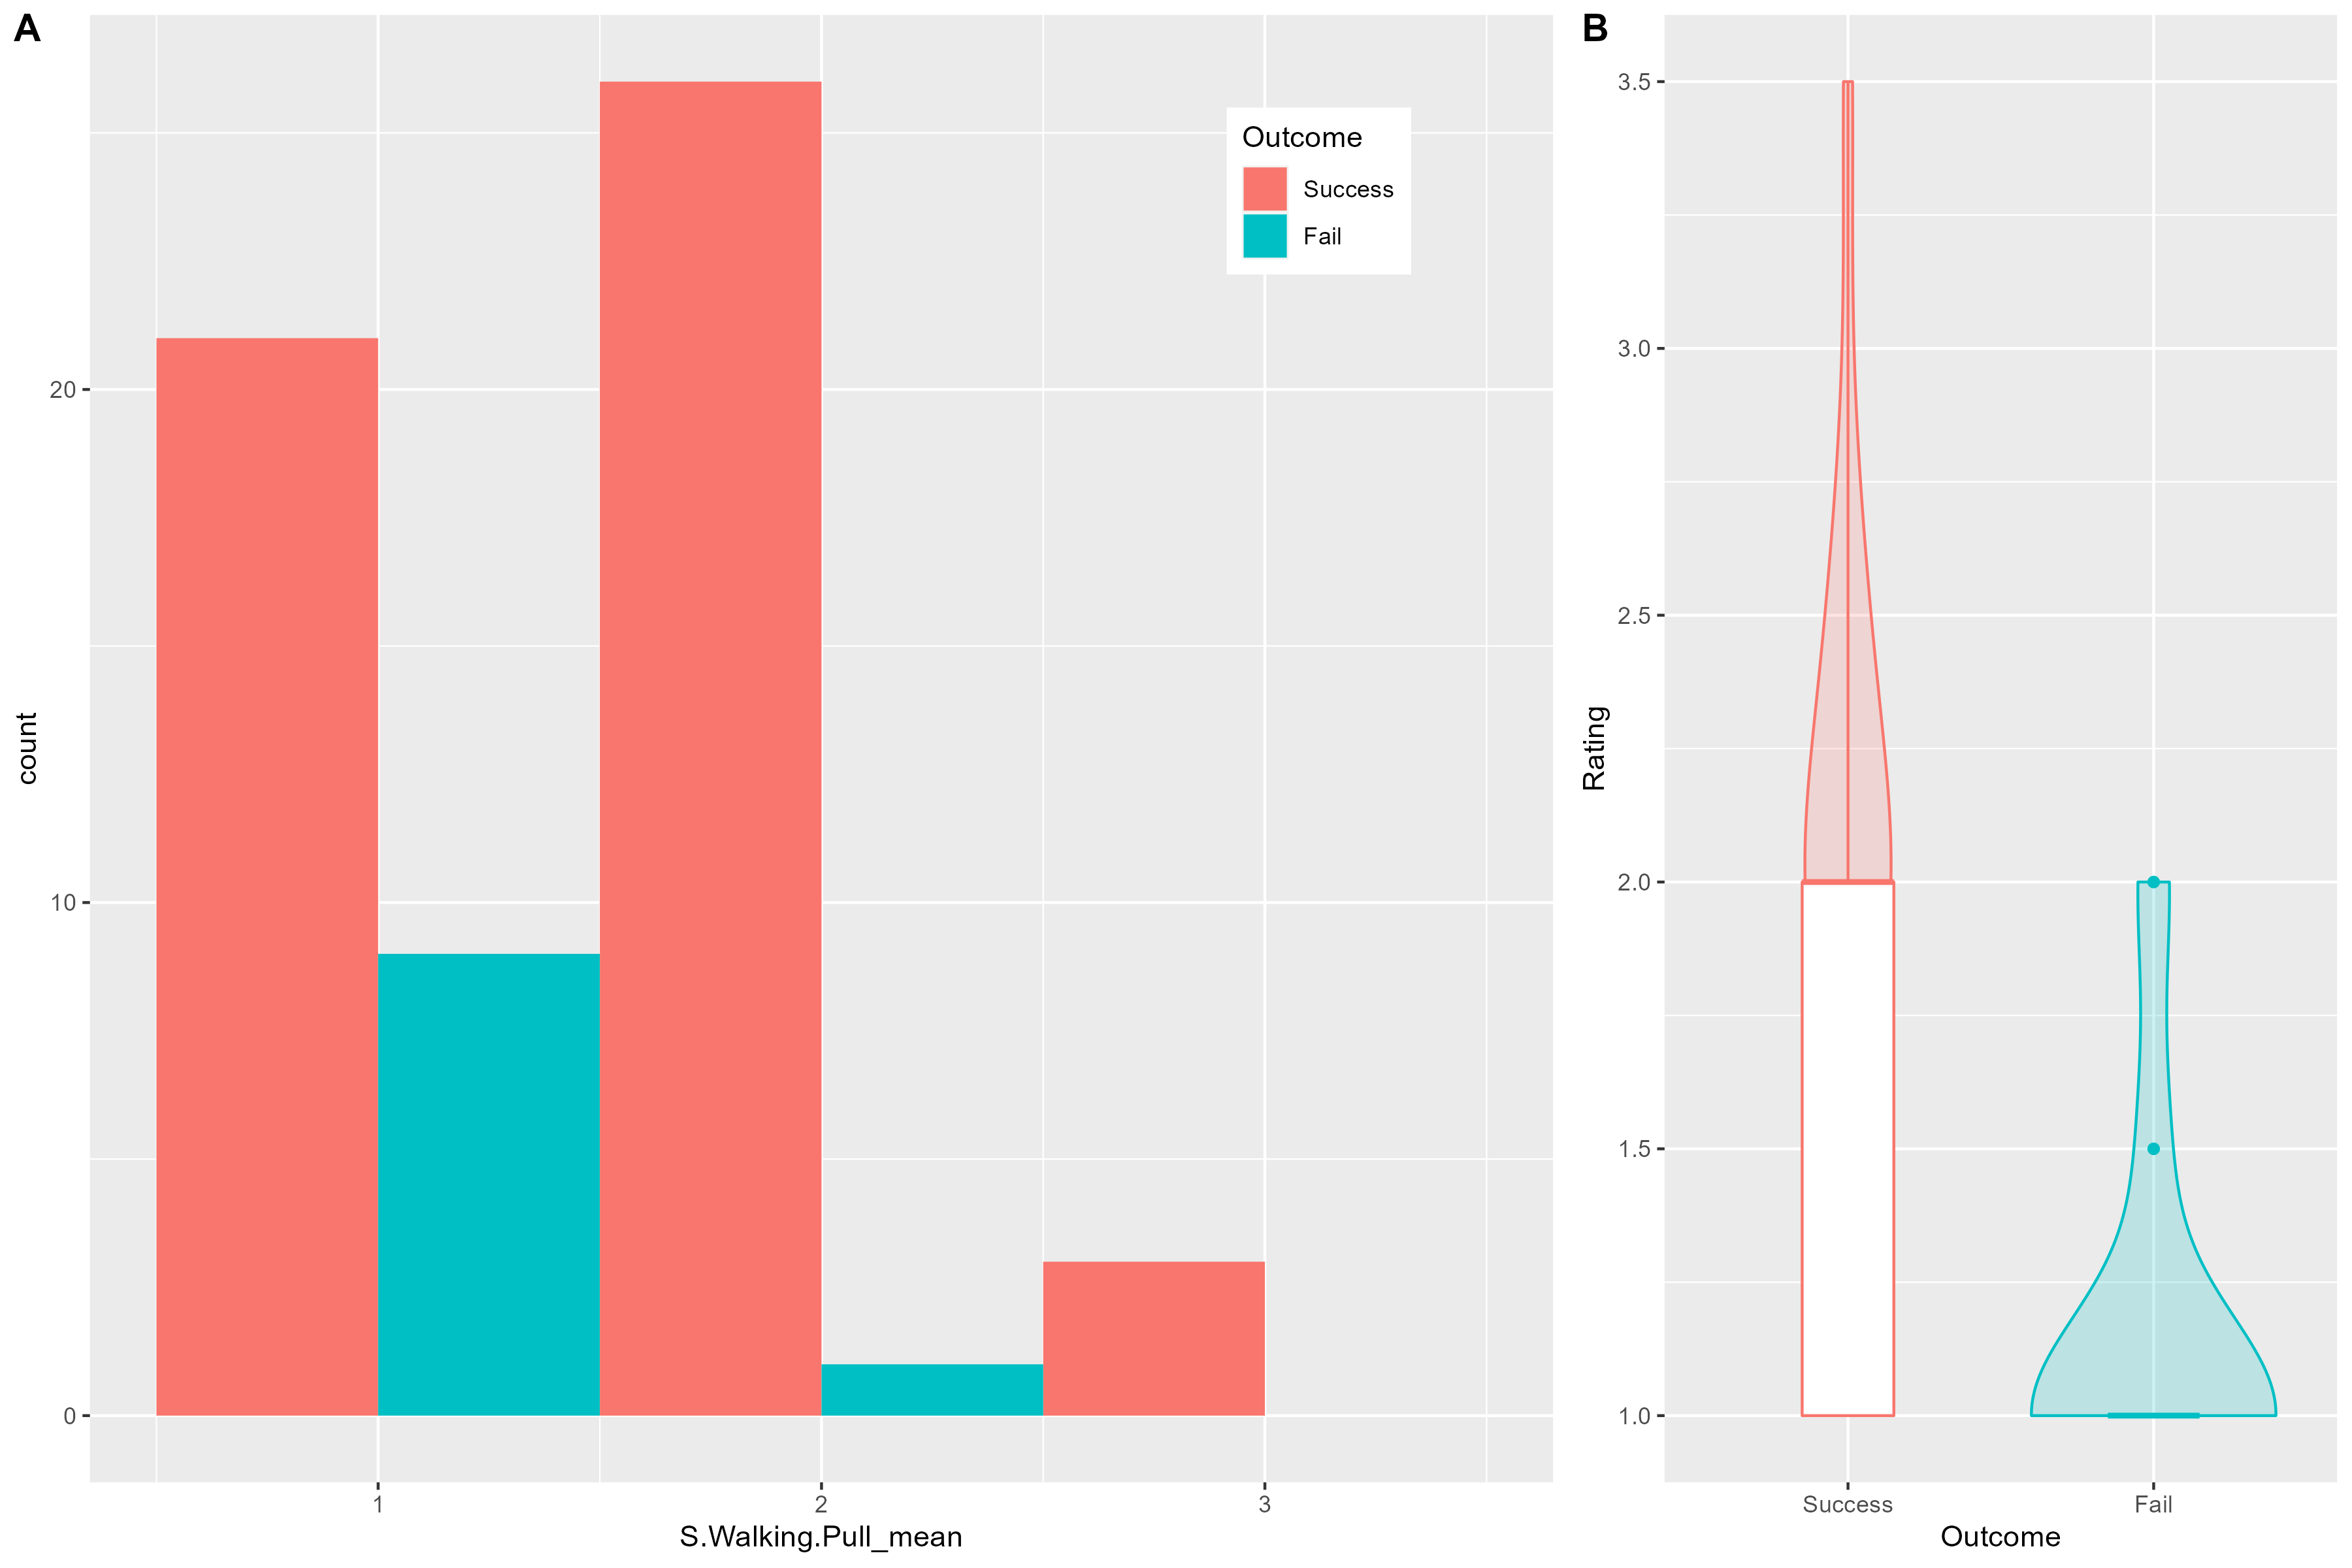 A
Outcome
Success
Fail
20
10
0
count
1
2
3
S.Walking.Pull_mean
B
3.5
3.0
2.5
2.0
1.5
1.0
Rating
Success
Fail
Outcome